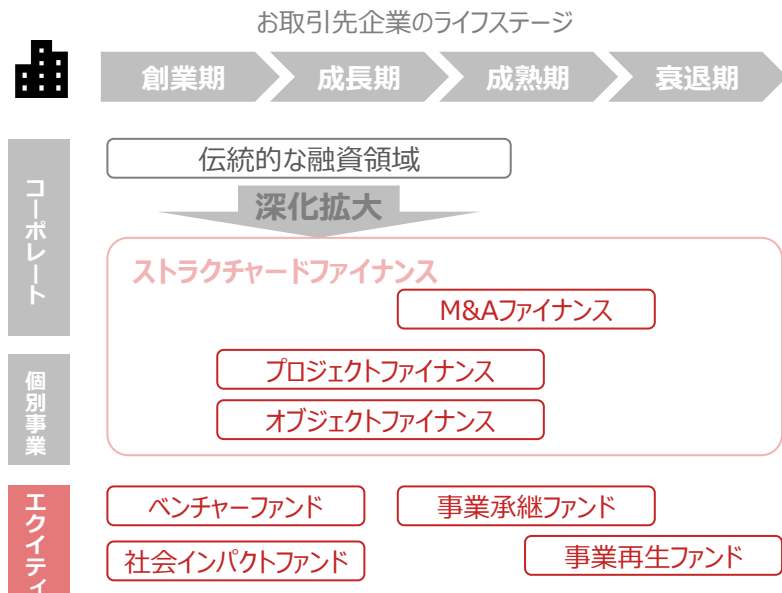 お取引先企業のライフステージ
創業期
成長期
成熟期
衰退期
コーポレート
伝統的な融資領域
深化拡大
ストラクチャードファイナンス
M&Aファイナンス
個別事業
プロジェクトファイナンス
オブジェクトファイナンス
エクイティ
ベンチャーファンド
事業承継ファンド
社会インパクトファンド
事業再生ファンド